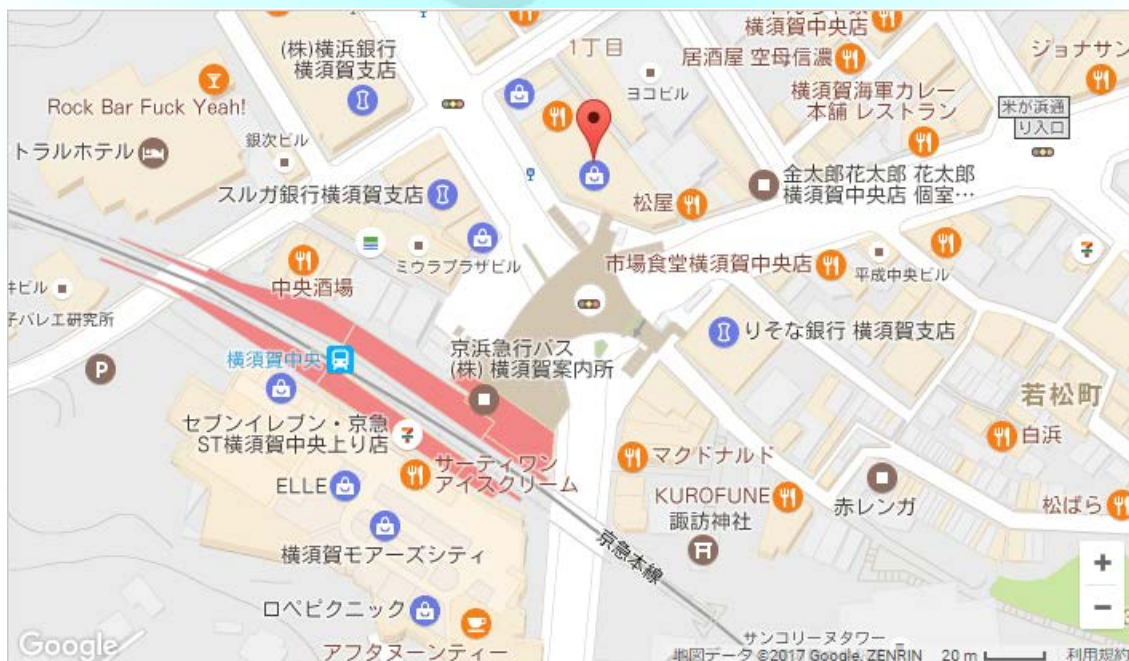 横須賀中央店
(株)横浜銀行
横須賀支店
1丁目
居酒屋 空母信濃
ジョナサン
Rock Bar Fuck Yeah!
ヨコビル
横須賀海軍カレー
本舗 レストラン
米が浜通
り入口
トラルホテル
銀次ビル
スルガ銀行横須賀支店
松屋
金太郎花太郎 花太郎
横須賀中央店 個室…
ミウラプラザビル
中央酒場
市場食堂横須賀中央店
平成中央ビル
井ビル
子バレエ研究所
横須賀中央
京浜急行バス
(株) 横須賀案内所
りそな銀行 横須賀支店
P
若松町
セブンイレブン・京急
ST横須賀中央上り店
白浜
サーティワン
アイスクリーム
マクドナルド
ELLE
KUROFUNE
赤レンガ
松ばら
諏訪神社
横須賀モアーズシティ
京急本線
ロペピクニック
サンコリーヌタワー
Google
アフタヌーンティー
地図データ ©2017 Google, ZENRIN
20 m
利用規約